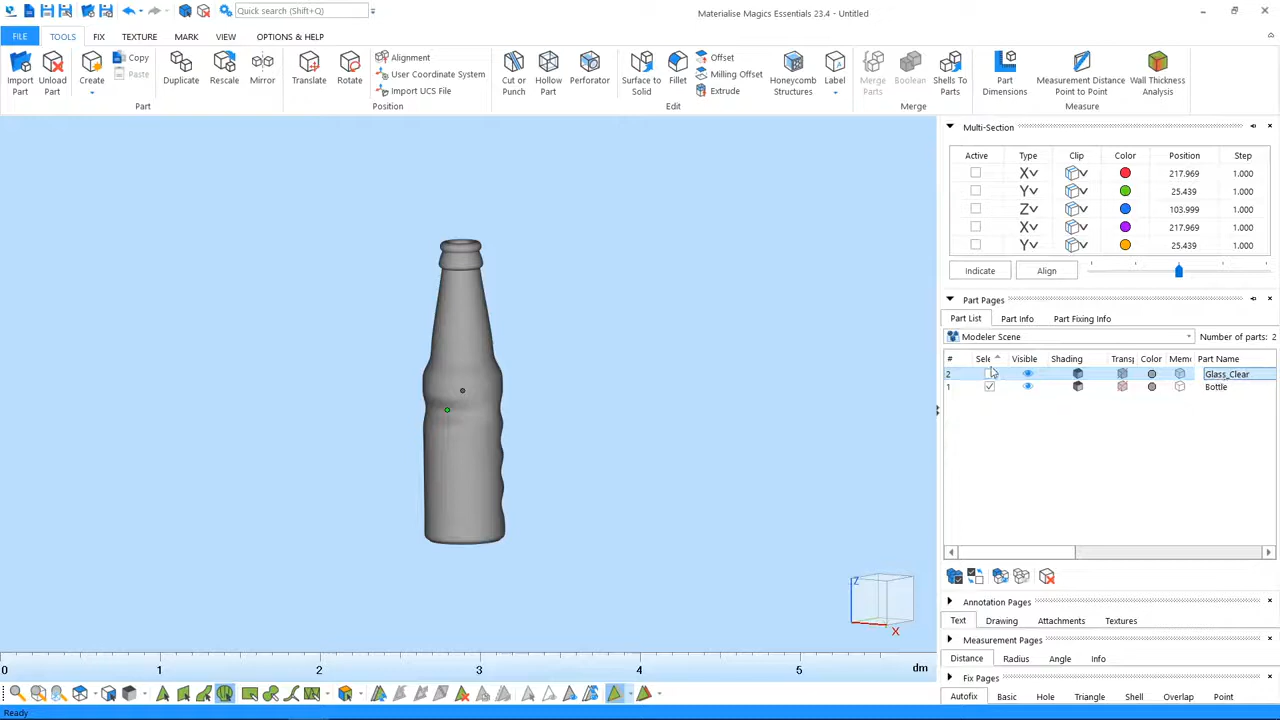 Quick search (Shift+Q)
Materialise Magics Essentials 23.4 - Untitled
FILE TOOLS FIX TEXTURE MARK VIEW OPTIONS & HELP
Import Part
Unload Part
Create
Copy
Paste
Duplicate
Rescale
Mirror
Translate
Rotate
Alignment
User Coordinate System
Import UCS File
Cut or Punch
Hollow Part
Perforator
Surface to Solid
Fillet
Offset
Milling Offset
Extrude
Honeycomb Structures
Label
Merge Parts
Boolean
Shells To Parts
Part Dimensions
Measurement Distance Point to Point
Wall Thickness Analysis
Part Position Edit Merge Measure
Multi-Section
Active Type Clip Color Position Step
X 217.969 1.000
Y 25.439 1.000
Z 103.999 1.000
X 217.969 1.000
Y 25.439 1.000
Indicate Align
Part Pages
Part List Part Info Part Fixing Info
Modeler Scene Number of parts: 2
# Sele Visible Shading Transp Color Memo Part Name
2 Glass_Clear
1 Bottle
Z
X
Annotation Pages
Text Drawing Attachments Textures
Measurement Pages
Distance Radius Angle Info
Fix Pages
Autofix Basic Hole Triangle Shell Overlap Point
0 1 2 3 4 5 dm
Ready